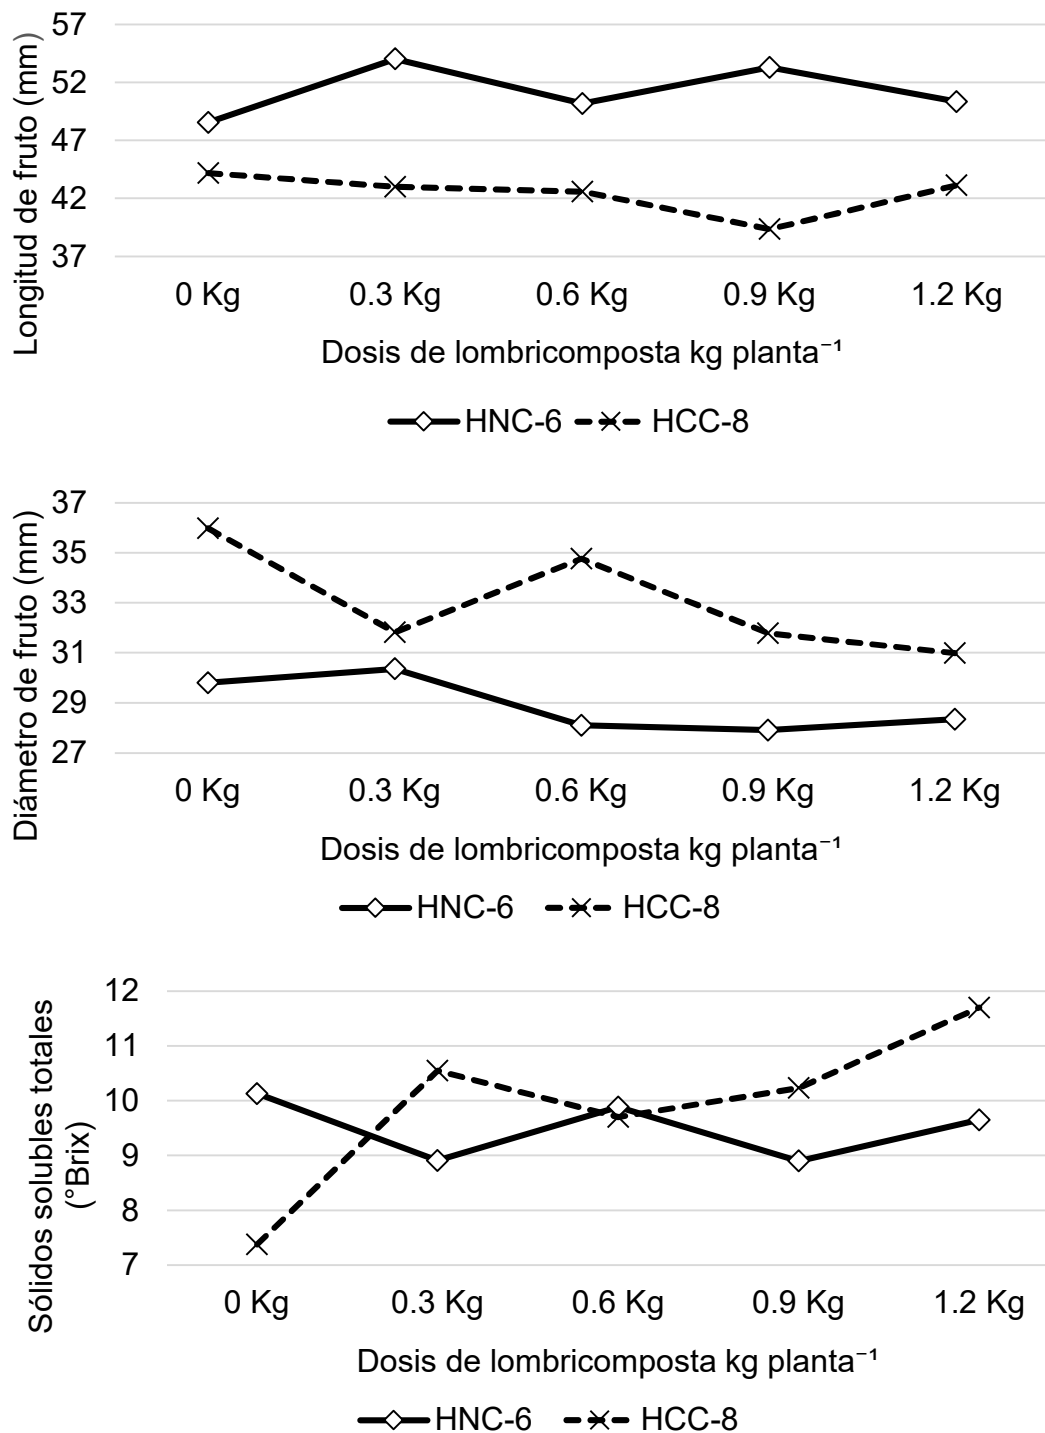 Longitud de fruto (mm)
57
52
47
42
37
0 Kg 0.3 Kg 0.6 Kg 0.9 Kg 1.2 Kg
Dosis de lombricomposta kg planta⁻¹
HNC-6 HCC-8
Diámetro de fruto (mm)
37
35
33
31
29
27
0 Kg 0.3 Kg 0.6 Kg 0.9 Kg 1.2 Kg
Dosis de lombricomposta kg planta⁻¹
HNC-6 HCC-8
Sólidos solubles totales
(°Brix)
12
11
10
9
8
7
0 Kg 0.3 Kg 0.6 Kg 0.9 Kg 1.2 Kg
Dosis de lombricomposta kg planta⁻¹
HNC-6 HCC-8